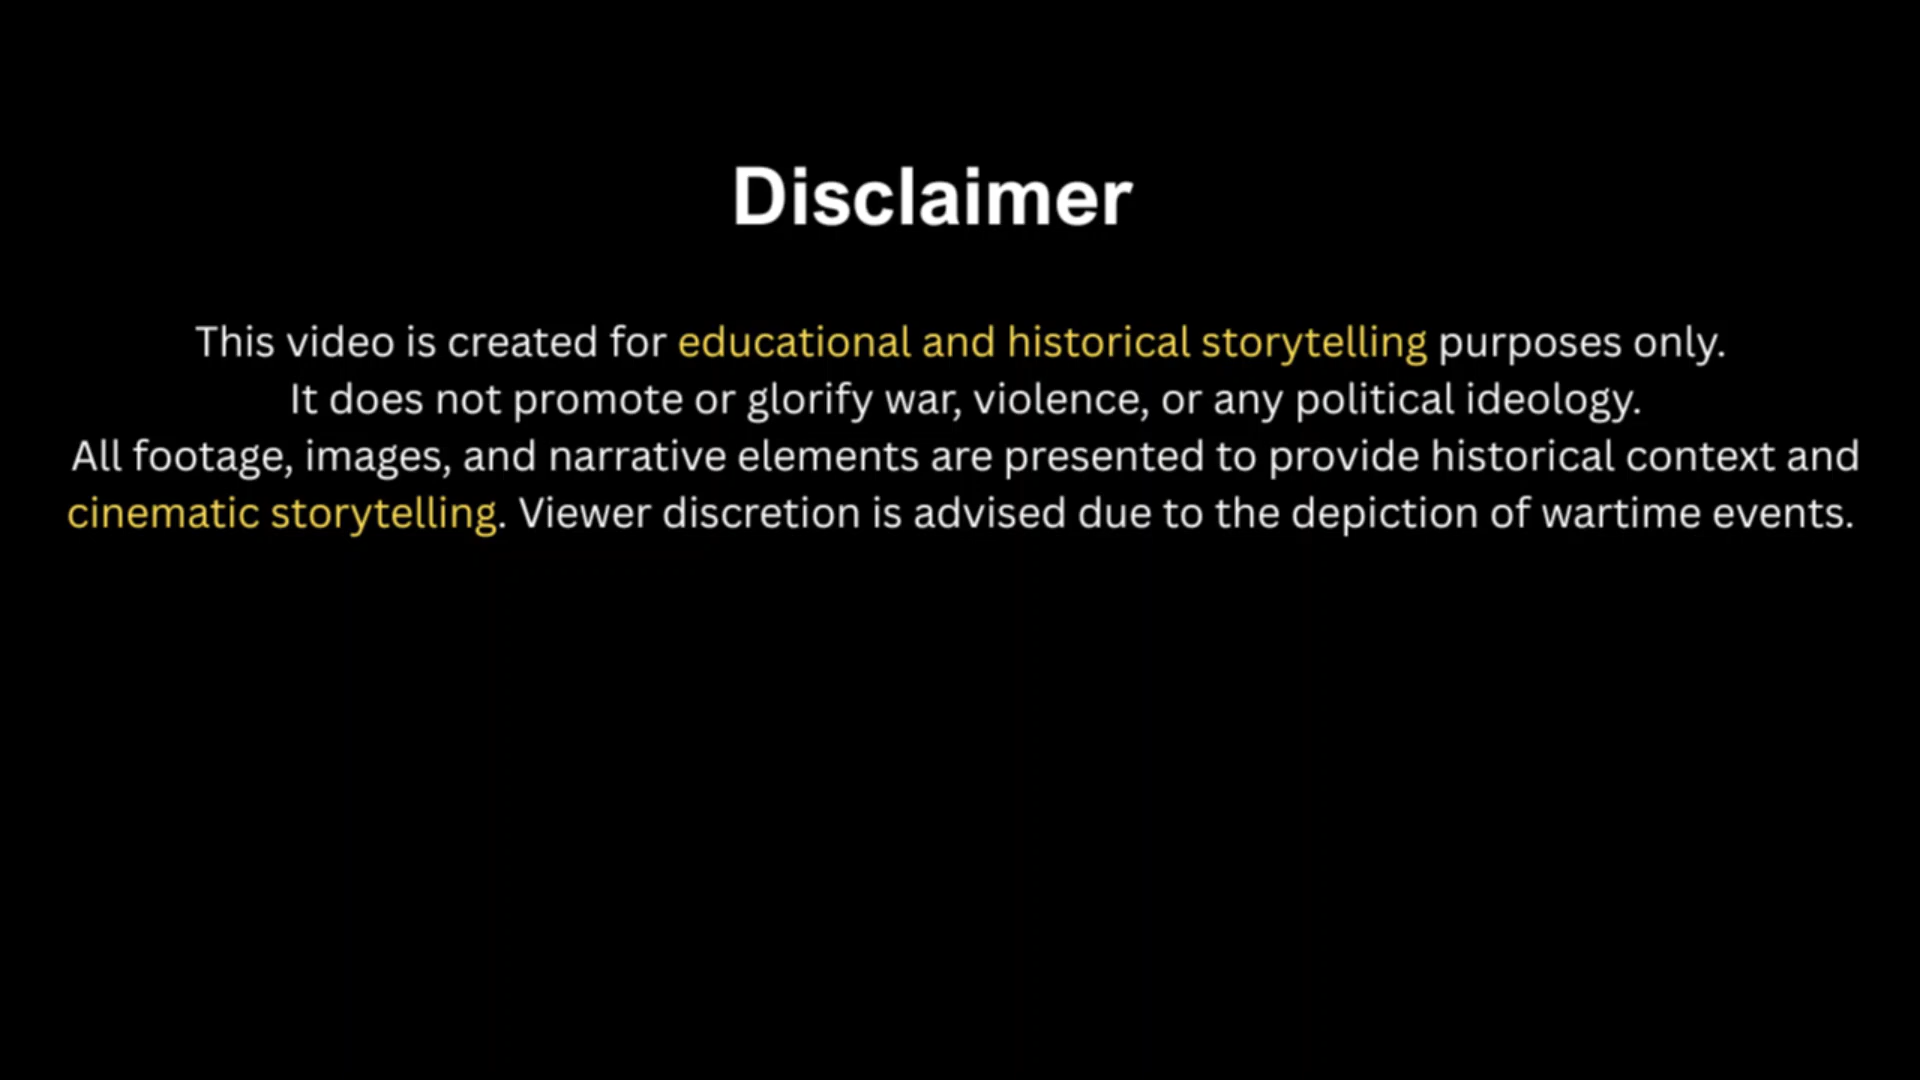 Disclaimer
This video is created for educational and historical storytelling purposes only.
It does not promote or glorify war, violence, or any political ideology.
All footage, images, and narrative elements are presented to provide historical context and
cinematic storytelling. Viewer discretion is advised due to the depiction of wartime events.